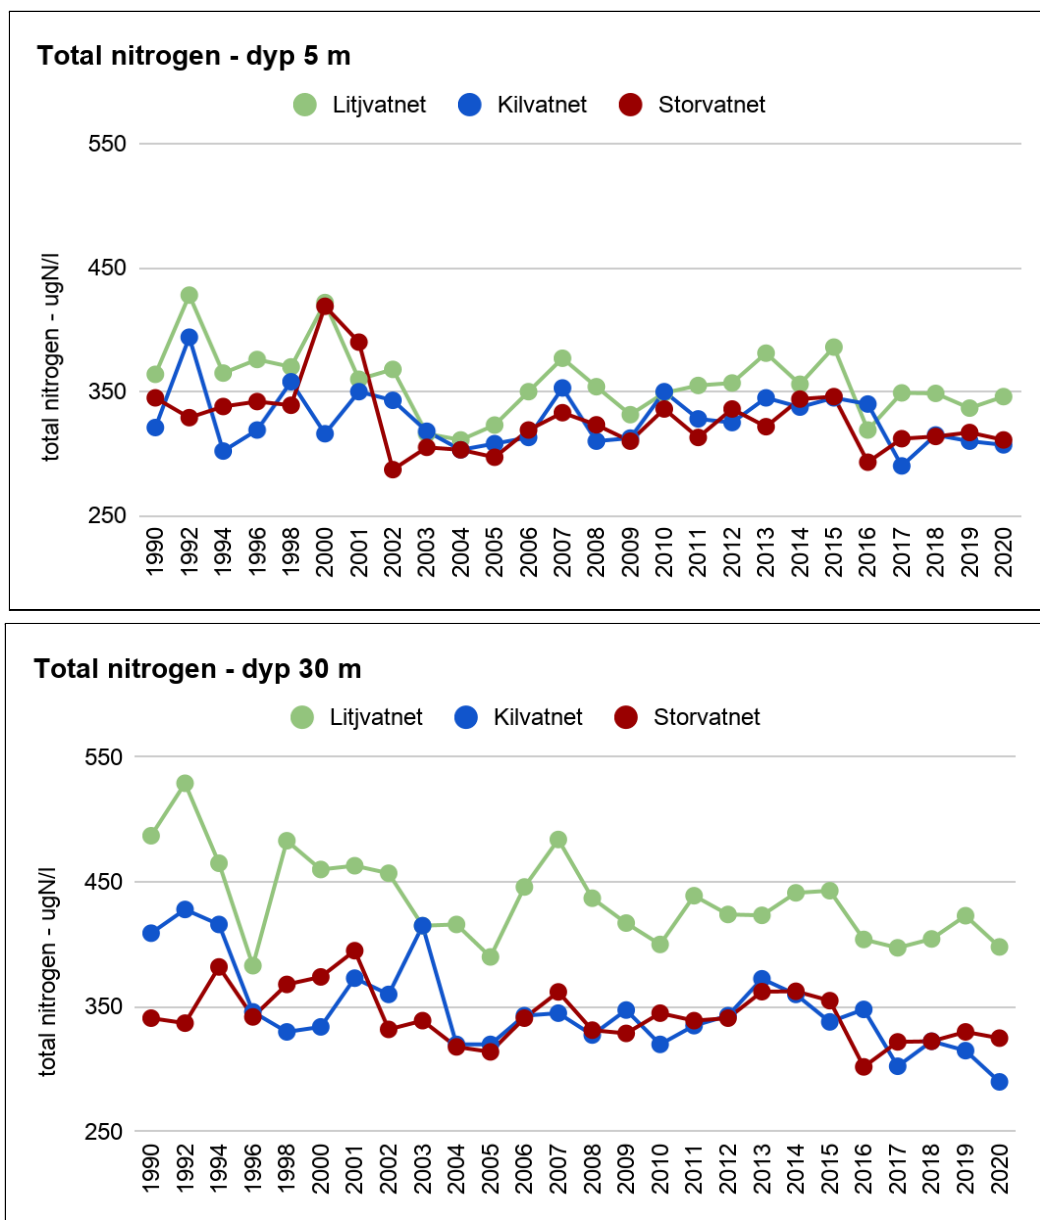 Total nitrogen - dyp 5 m
Litjvatnet Kilvatnet Storvatnet
total nitrogen - ugN/l
550
450
350
250
1990 1992 1994 1996 1998 2000 2001 2002 2003 2004 2005 2006 2007 2008 2009 2010 2011 2012 2013 2014 2015 2016 2017 2018 2019 2020
Total nitrogen - dyp 30 m
Litjvatnet Kilvatnet Storvatnet
total nitrogen - ugN/l
550
450
350
250
1990 1992 1994 1996 1998 2000 2001 2002 2003 2004 2005 2006 2007 2008 2009 2010 2011 2012 2013 2014 2015 2016 2017 2018 2019 2020